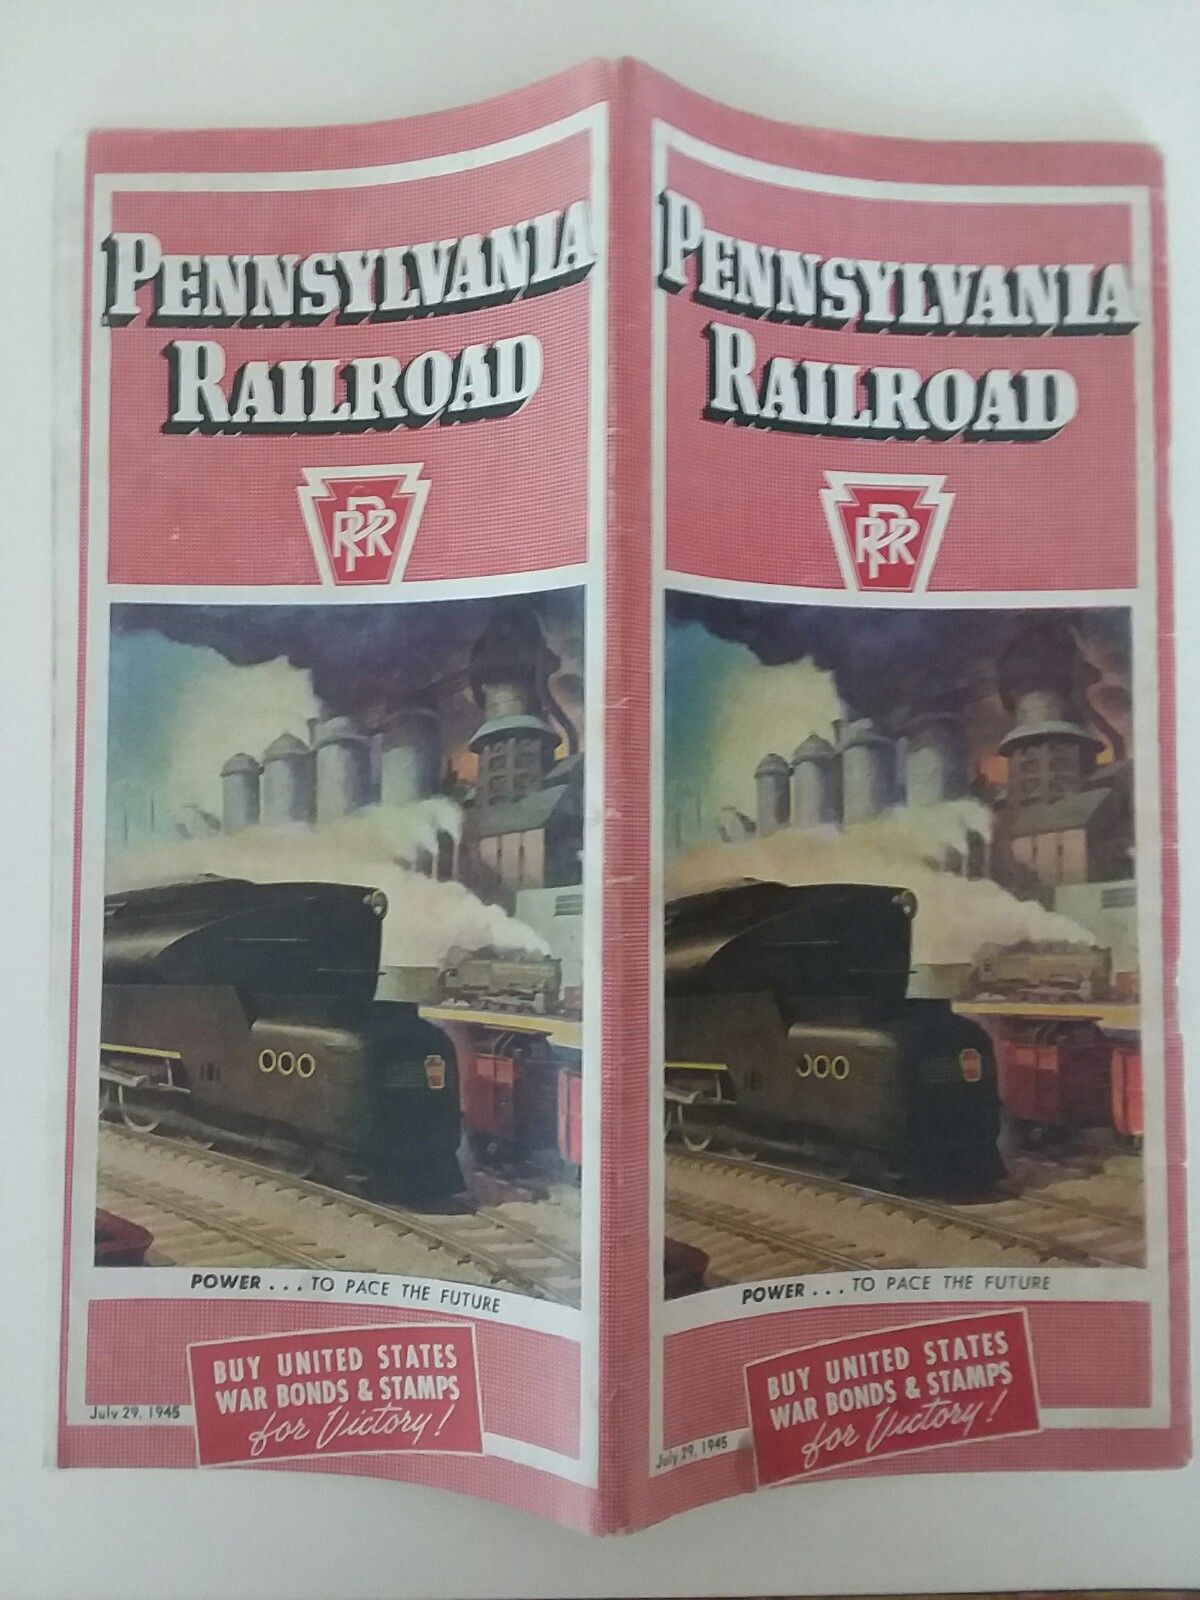 PENNSYLVANIA
RAILROAD
PRR
000
POWER . . . TO PACE THE FUTURE
BUY UNITED STATES
WAR BONDS & STAMPS
for Victory!
July 29, 1945
PENNSYLVANIA
RAILROAD
PRR
000
POWER . . . TO PACE THE FUTURE
BUY UNITED STATES
WAR BONDS & STAMPS
for Victory!
July 29, 1945